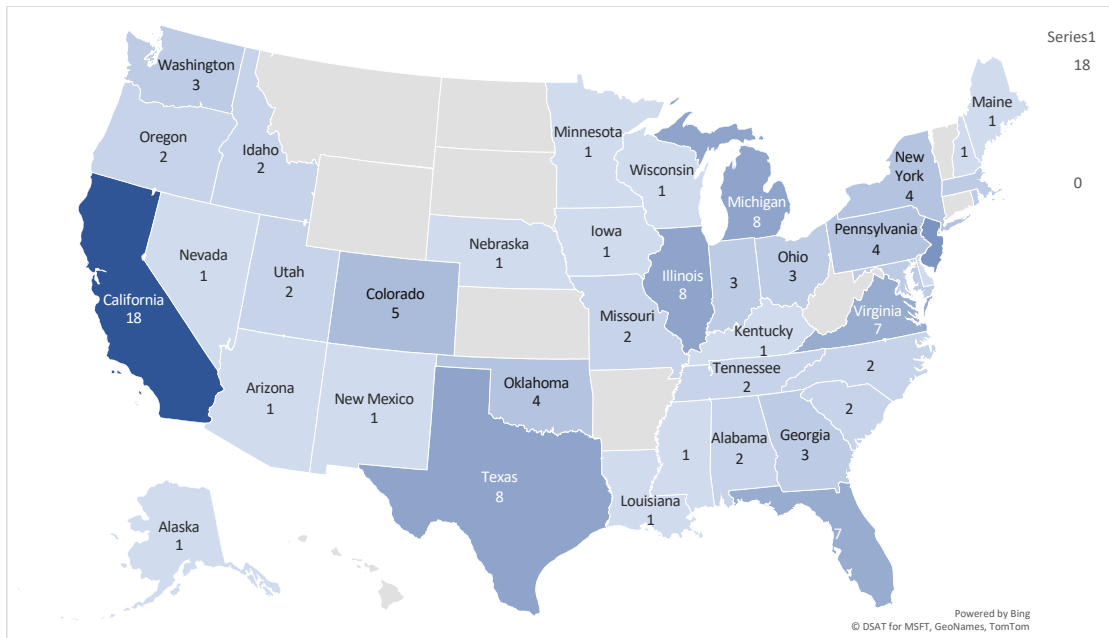 Series1
18
0
Washington
3
Oregon
2
Idaho
2
Minnesota
1
Wisconsin
1
Michigan
8
Maine
1
1
New
York
4
Pennsylvania
4
Nevada
1
Utah
2
Colorado
5
Nebraska
1
Iowa
1
Illinois
8
3
Ohio
3
California
18
Missouri
2
Kentucky
1
Virginia
7
Arizona
1
New Mexico
1
Oklahoma
4
Tennessee
2
2
2
Texas
8
Louisiana
1
1
Alabama
2
Georgia
3
7
Alaska
1
Powered by Bing
© DSAT for MSFT, GeoNames, TomTom